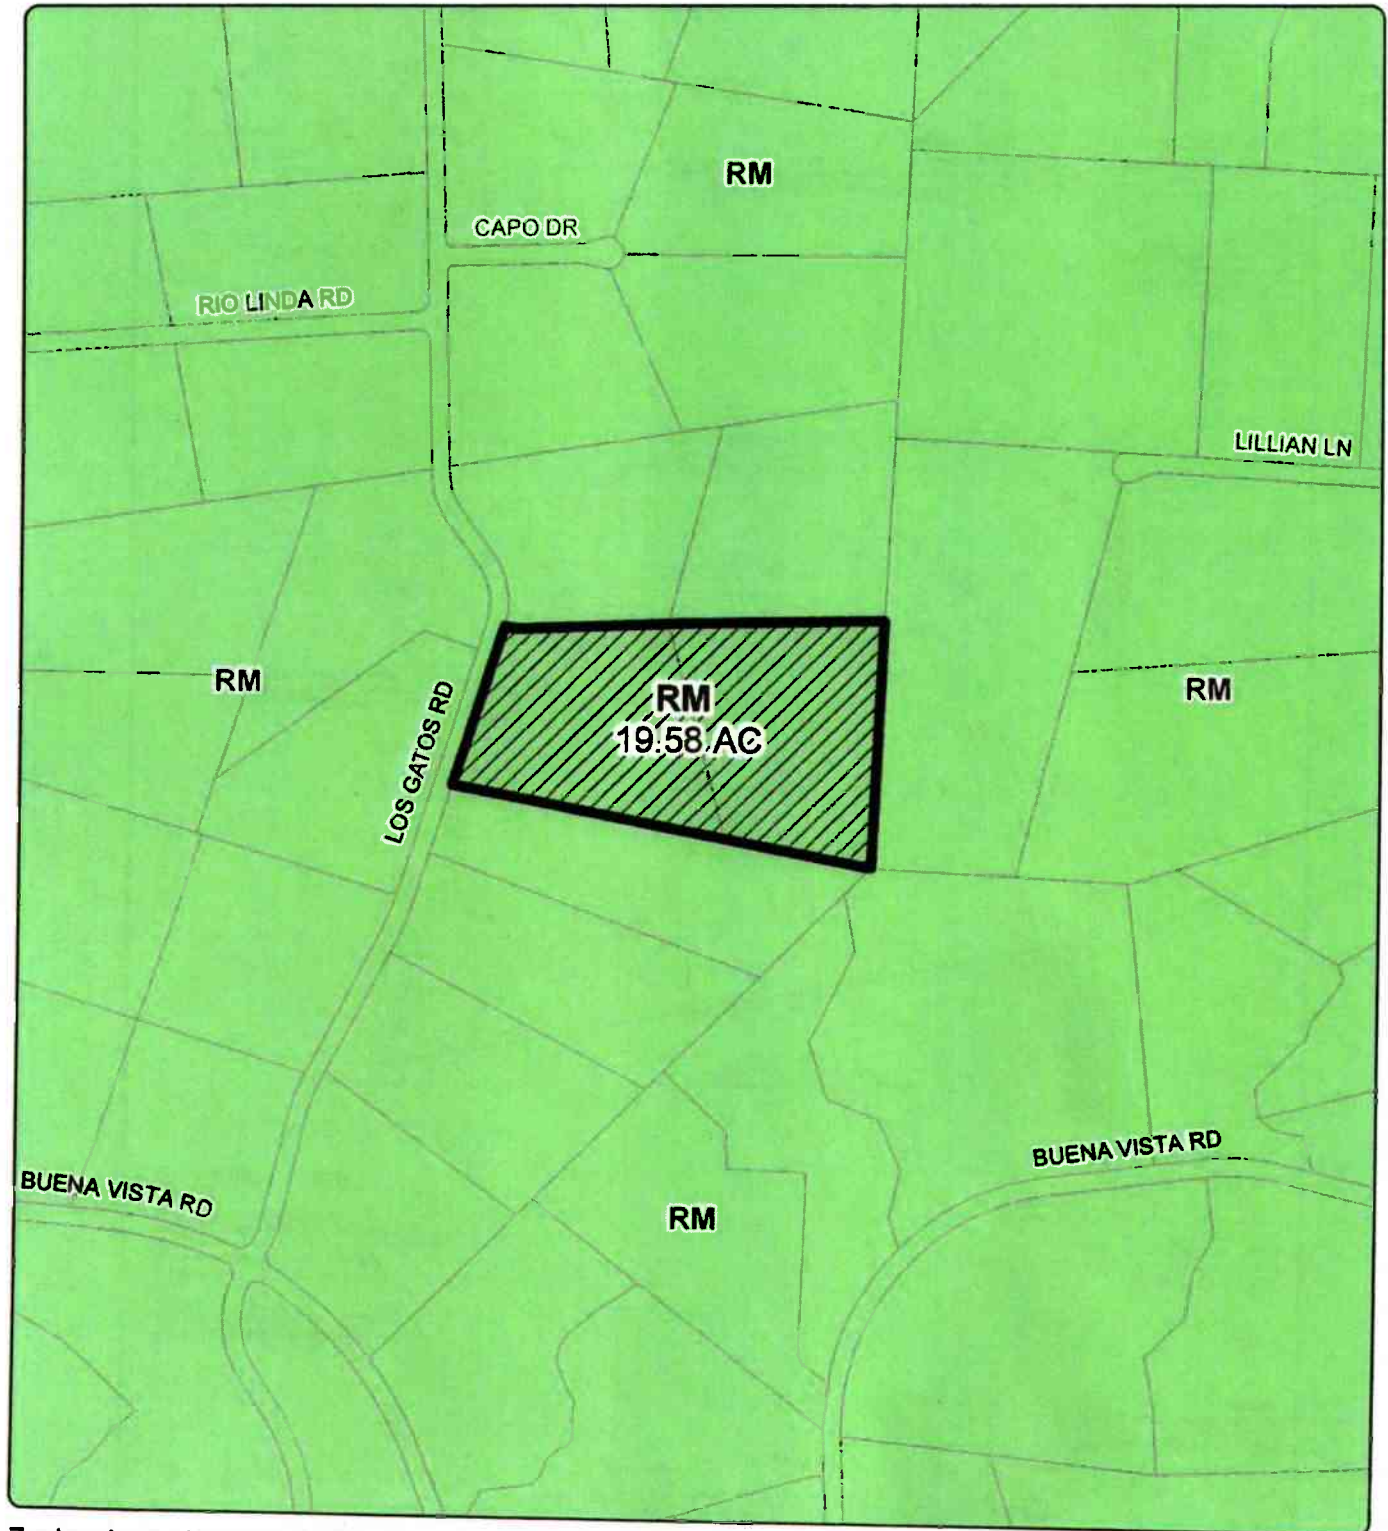 RM
CAPO DR
RIO LINDA RD
LILLIAN LN
RM
RM
19.58 AC
RM
LOS GATOS RD
BUENA VISTA RD
BUENA VISTA RD
RM